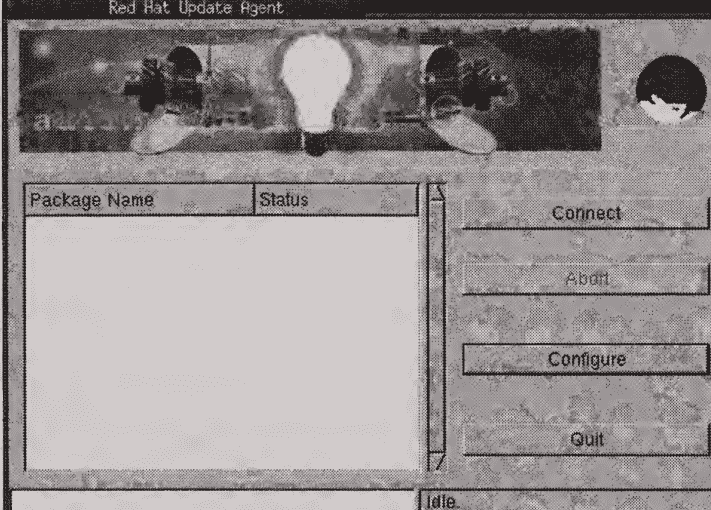 Red Hat Update Agent
Package Name Status
Connect
Abort
Configure
Quit
Idle.